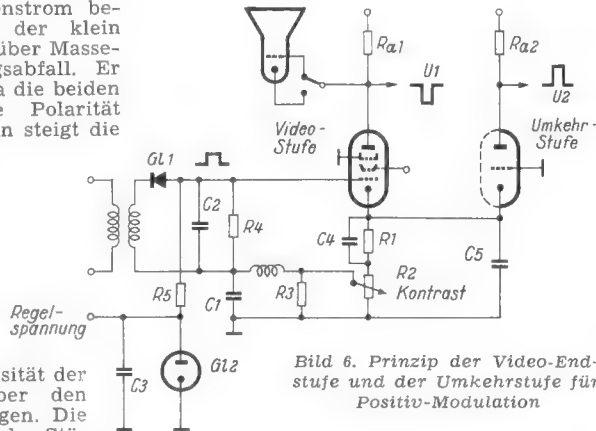 enstrom be-
der klein
über Masse-
gsabfall. Er
a die beiden
e Polarität
n steigt die
Ra1
Ra2
U1
U2
Video-
Stufe
Umkehr-
Stufe
Gl1
C2
R4
C4
R1
C5
R2
Kontrast
R5
C1
R3
Regel-
spannung
C3
Gl2
sität der
ber den
gen. Die
Bild 6. Prinzip der Video-End-
stufe und der Umkehrstufe für
Positiv-Modulation